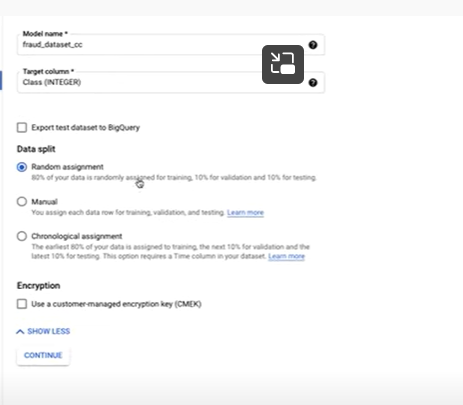 Model name *
fraud_dataset_cc
Target column *
Class (INTEGER)
Export test dataset to BigQuery
Data split
Random assignment
80% of your data is randomly assigned for training, 10% for validation and 10% for testing.
Manual
You assign each data row for training, validation, and testing. Learn more
Chronological assignment
The earliest 80% of your data is assigned to training, the next 10% for validation and the
latest 10% for testing. This option requires a Time column in your dataset. Learn more
Encryption
Use a customer-managed encryption key (CMEK)
SHOW LESS
CONTINUE